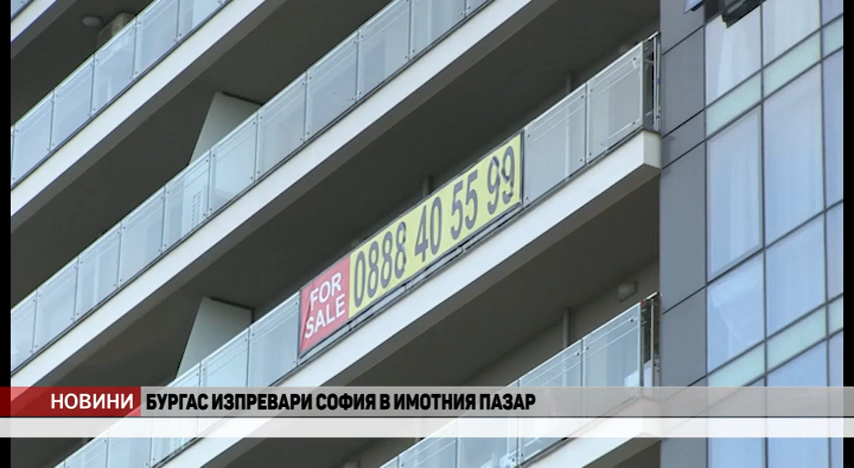 FOR
SALE
0888 40 55 99
НОВИНИ
БУРГАС ИЗПРЕВАРИ СОФИЯ В ИМОТНИЯ ПАЗАР